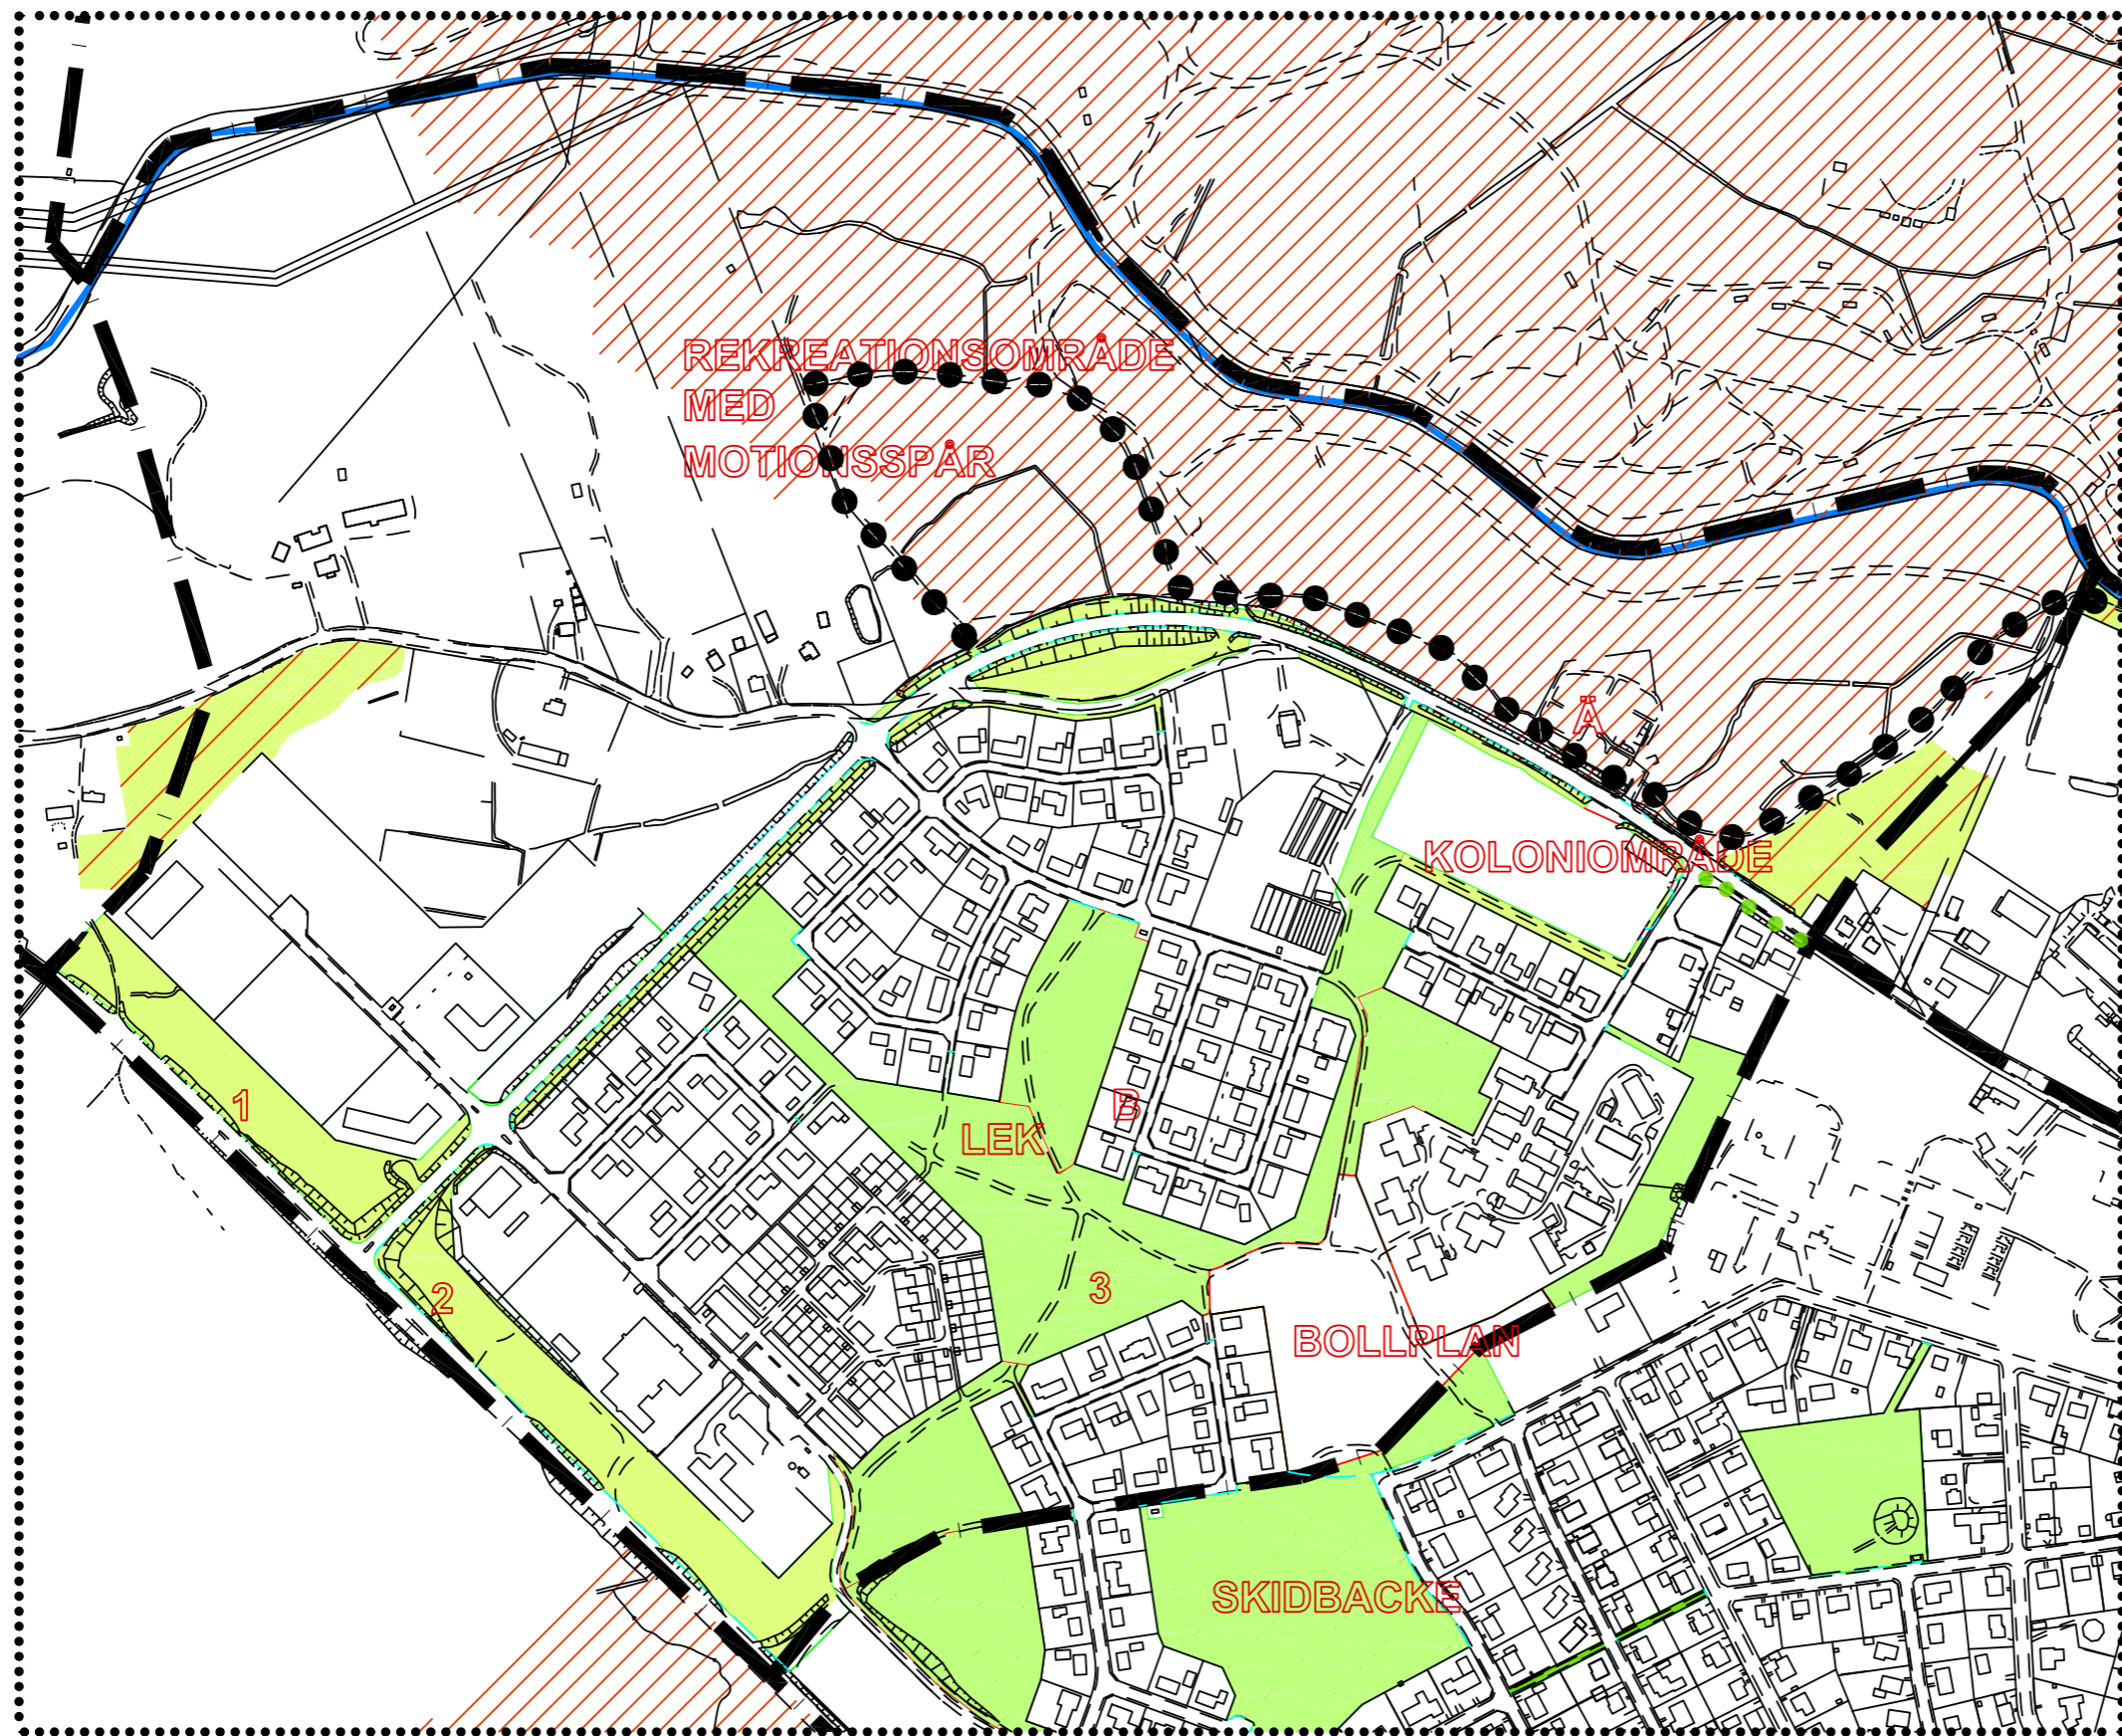 REKREATIONSOMRÅDE
MED
MOTIONSSPÅR
Ä
KOLONIOMRÅDE
1
B
LEK
2
3
BOLLPLAN
SKIDBACKE